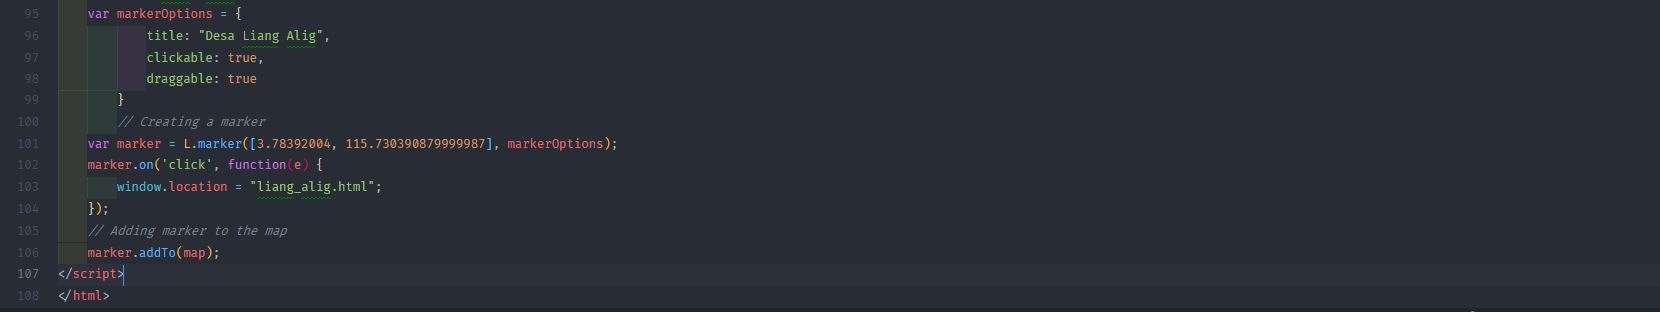 95 var markerOptions = {
96 title: "Desa Liang Alig",
97 clickable: true,
98 draggable: true
99 }
100 // Creating a marker
101 var marker = L.marker([3.78392004, 115.730390879999987], markerOptions);
102 marker.on('click', function(e) {
103 window.location = "liang_alig.html";
104 });
105 // Adding marker to the map
106 marker.addTo(map);
107 </script>
108 </html>